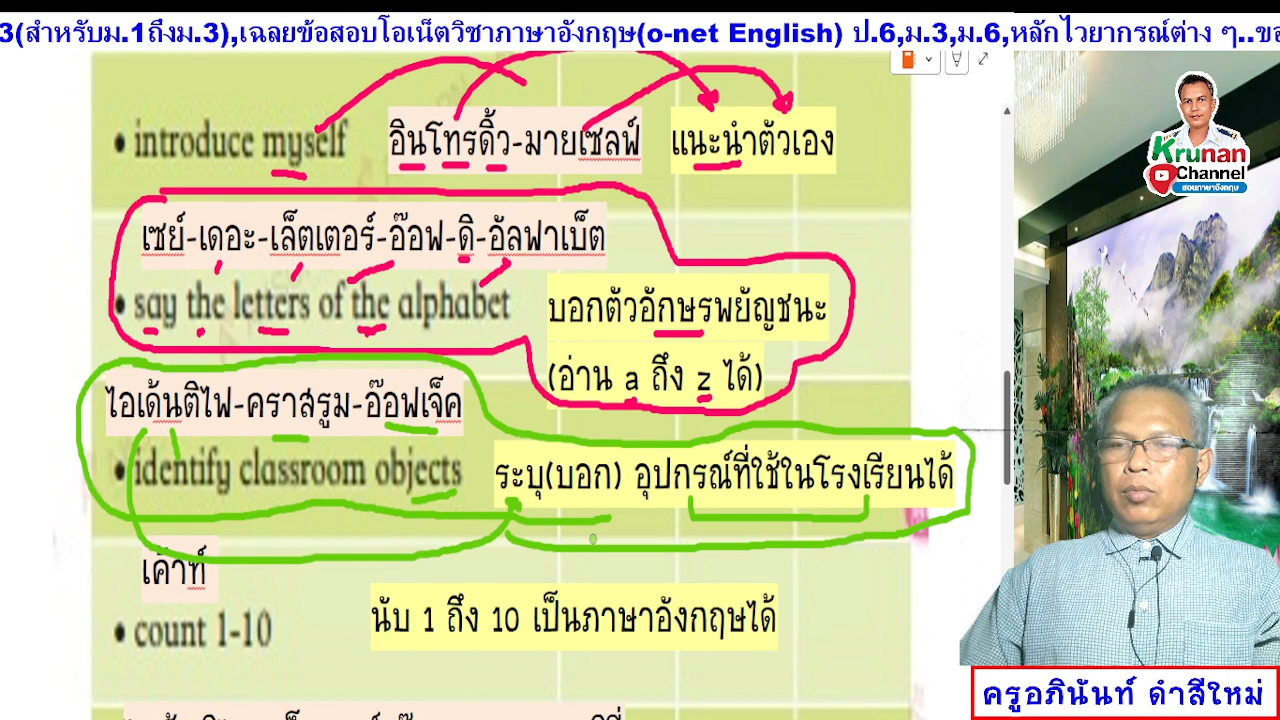 3(สำหรับม.1ถึงม.3),เฉลยข้อสอบโอเน็ตวิชาภาษาอังกฤษ(o-net English) ป.6,ม.3,ม.6,หลักไวยากรณ์ต่าง ๆ..ขอ
• introduce myself อินโทรดิ้ว-มายเซลฟ์ แนะนำตัวเอง
เซย์-เดอะ-เล็ตเตอร์-อ๊อฟ-ดิ-อัลฟาเบ็ต
• say the letters of the alphabet บอกตัวอักษรพยัญชนะ
(อ่าน a ถึง z ได้)
ไอเด้นติไฟ-คราสรูม-อ๊อฟเจ็ค
• identify classroom objects ระบุ(บอก) อุปกรณ์ที่ใช้ในโรงเรียนได้
เค้าท์
• count 1-10 นับ 1 ถึง 10 เป็นภาษาอังกฤษได้
Krunan
Channel
สอนภาษาอังกฤษ
ครูอภินันท์ ดำสีใหม่